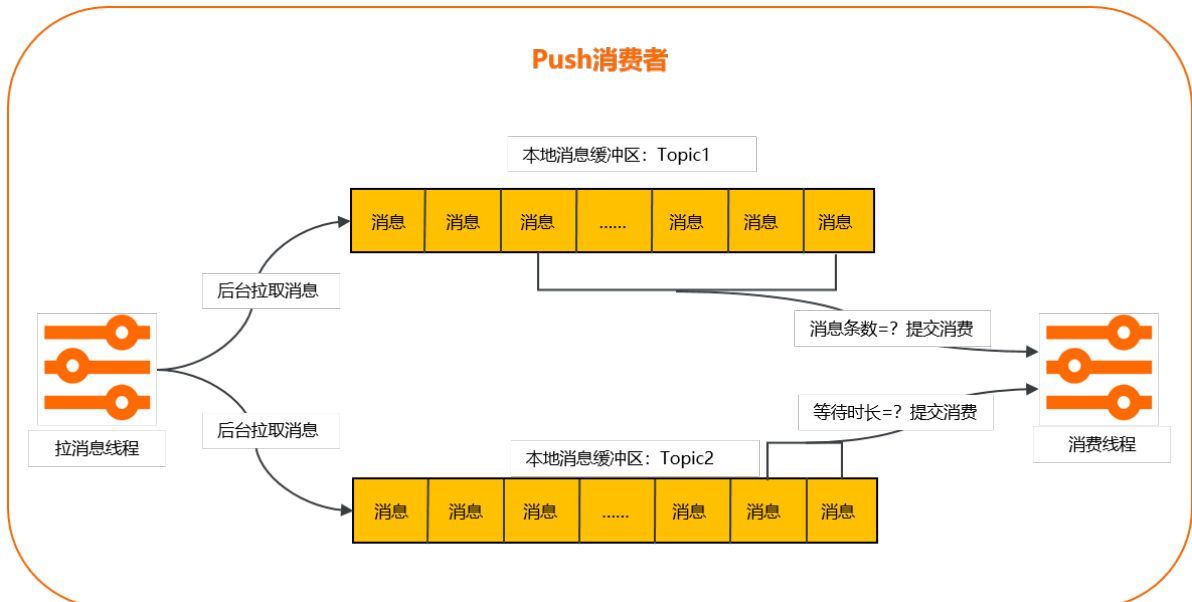 Push消费者
本地消息缓冲区：Topic1
消息 消息 消息 ...... 消息 消息 消息
后台拉取消息
消息条数=？提交消费
等待时长=？提交消费
后台拉取消息
拉消息线程
消费线程
本地消息缓冲区：Topic2
消息 消息 消息 ...... 消息 消息 消息